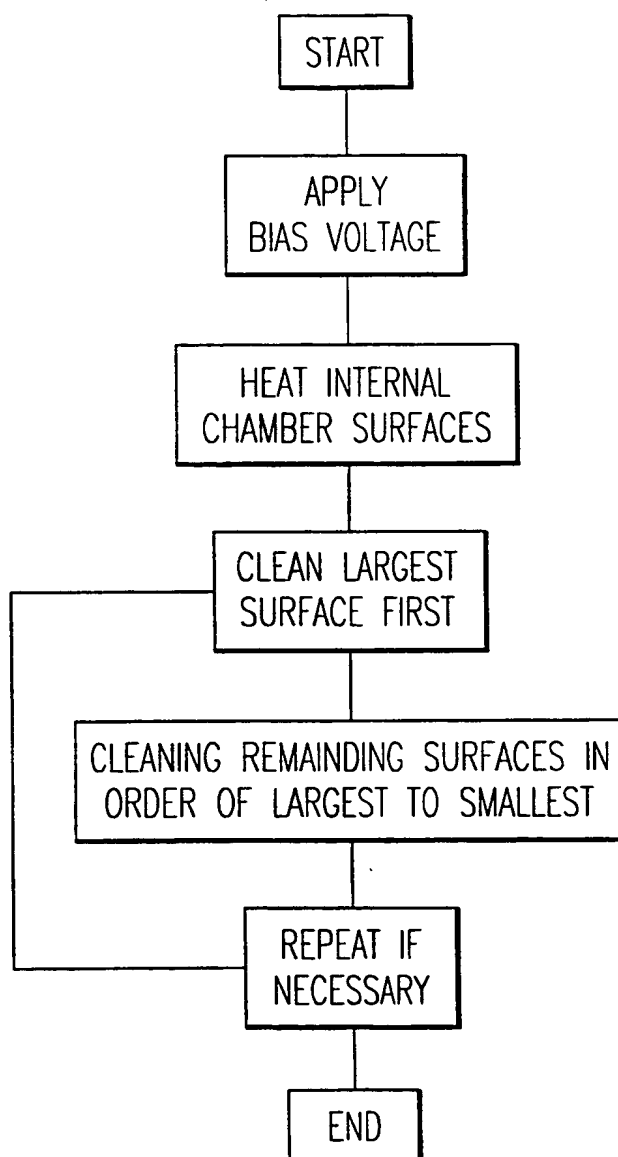 START
APPLY
BIAS VOLTAGE
HEAT INTERNAL
CHAMBER SURFACES
CLEAN LARGEST
SURFACE FIRST
CLEANING REMAINDING SURFACES IN
ORDER OF LARGEST TO SMALLEST
REPEAT IF
NECESSARY
END